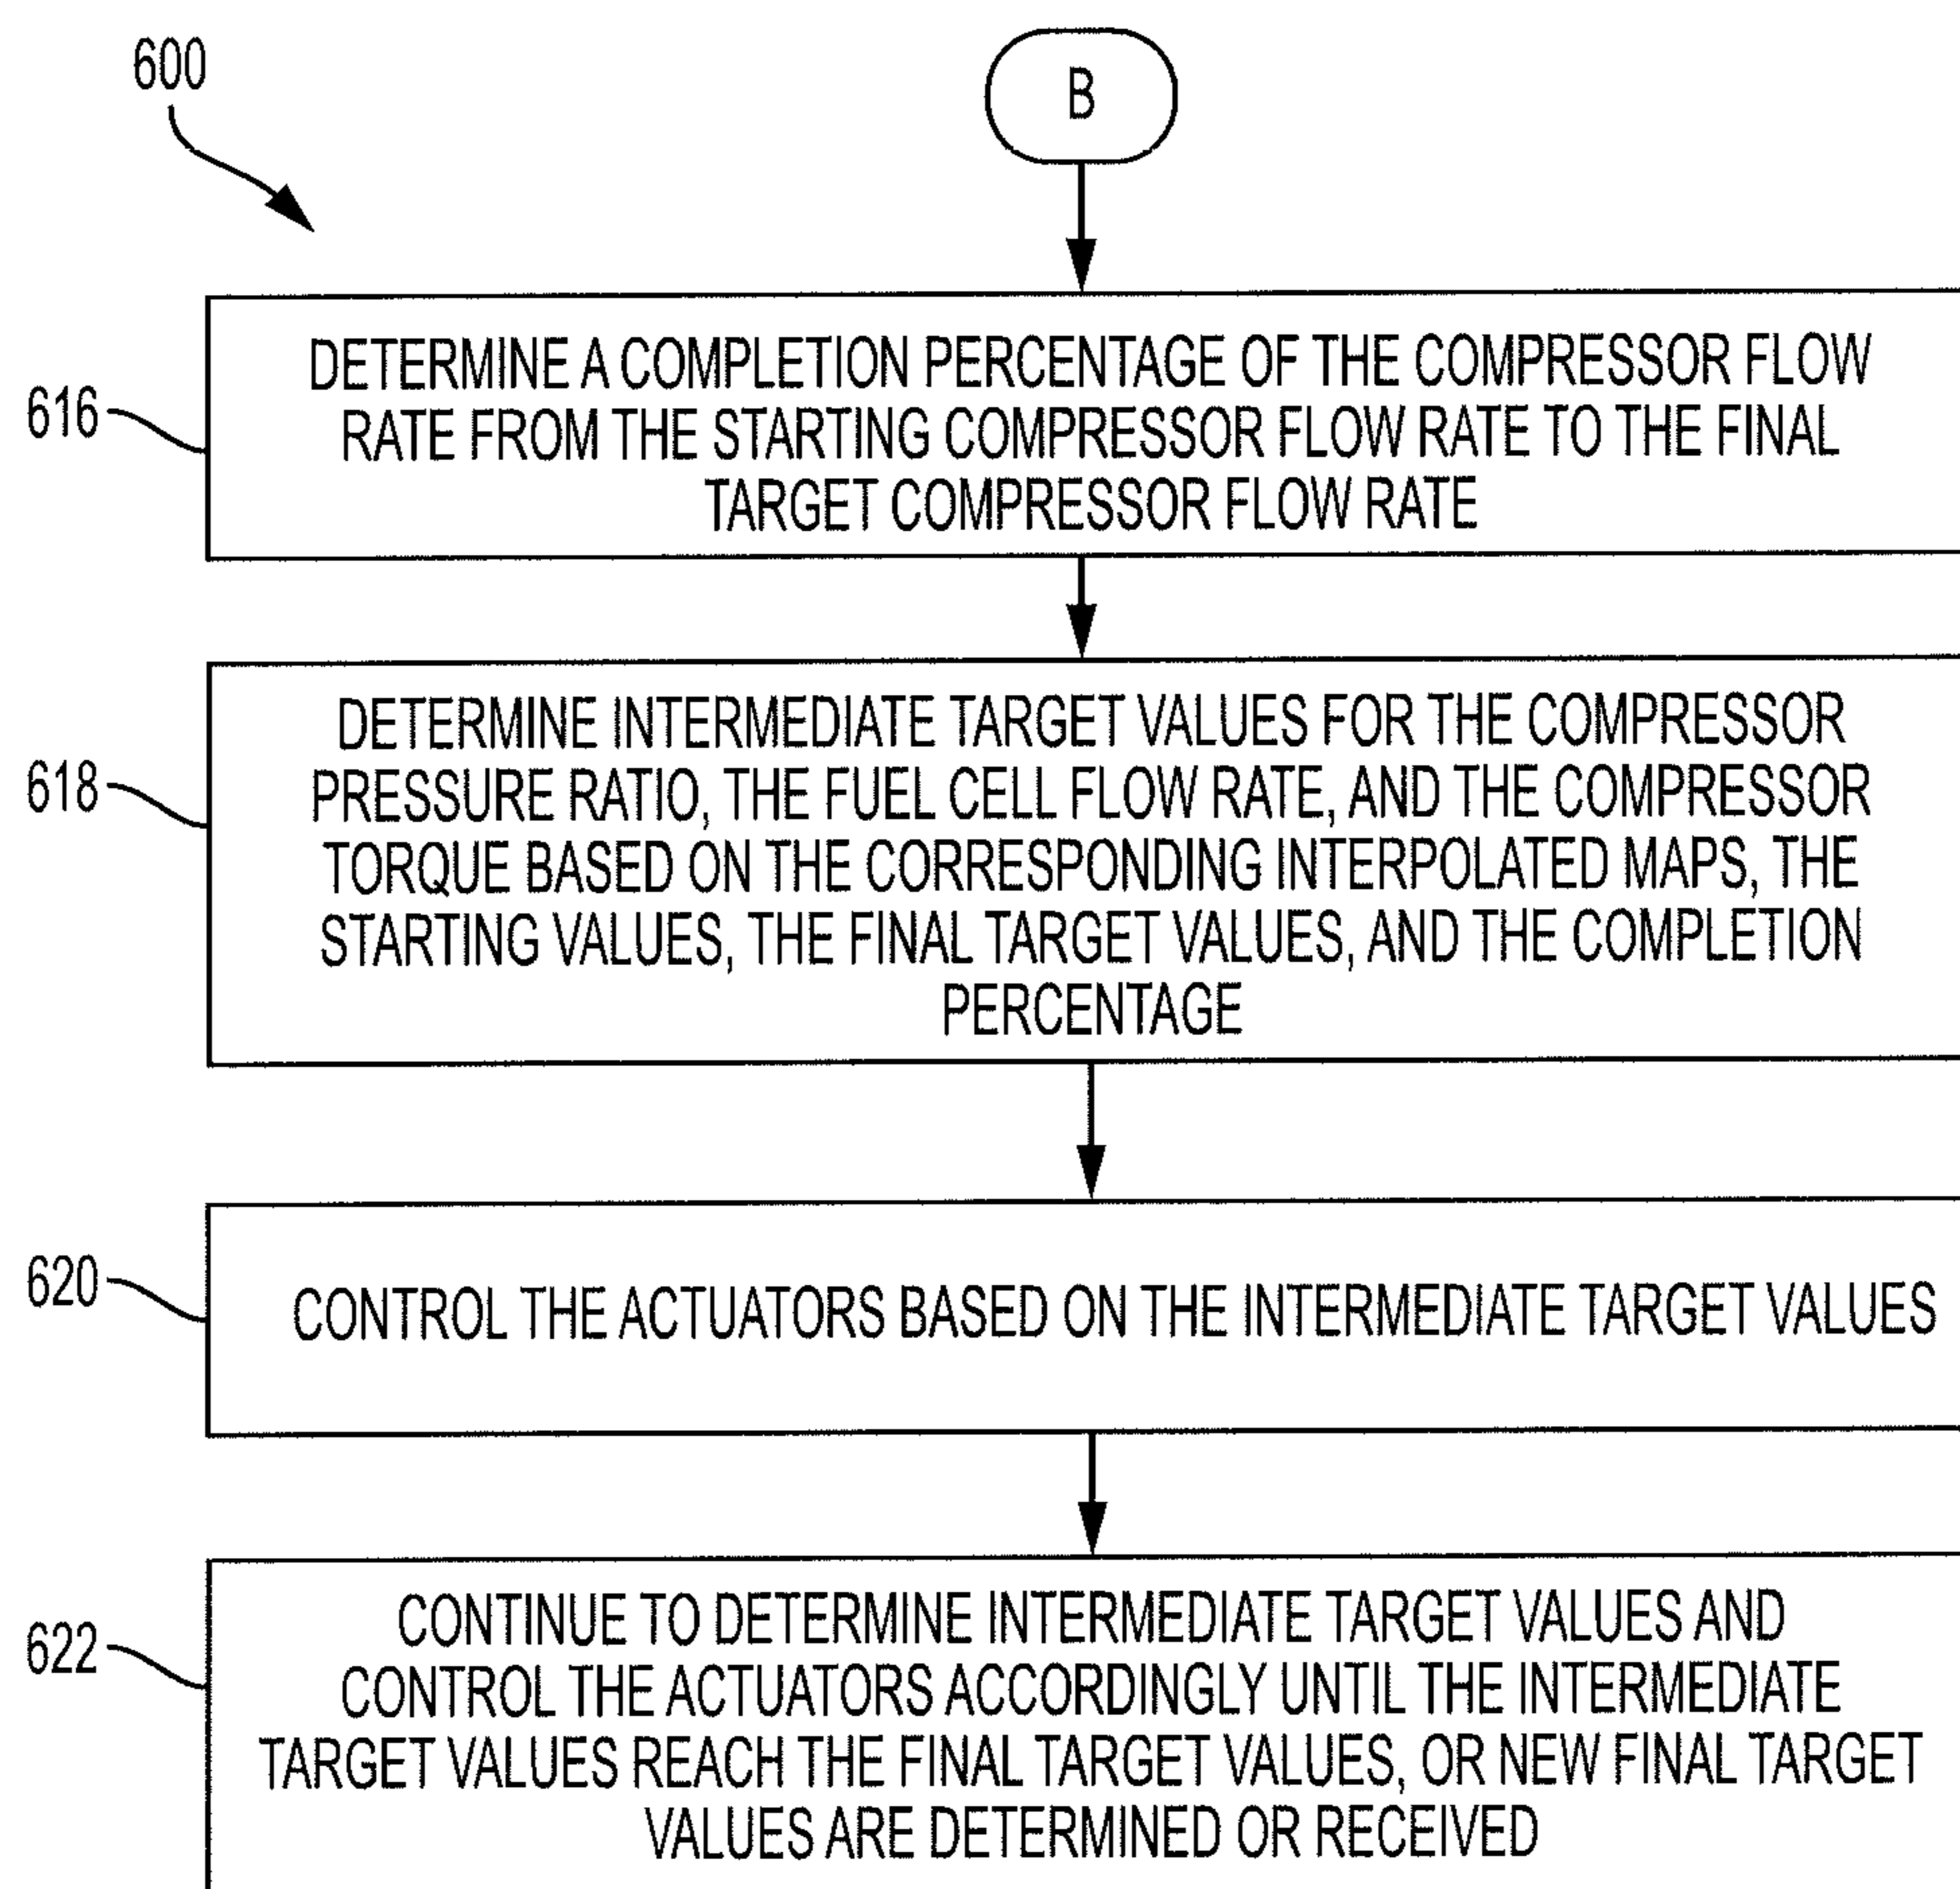 600
B
616
DETERMINE A COMPLETION PERCENTAGE OF THE COMPRESSOR FLOW
RATE FROM THE STARTING COMPRESSOR FLOW RATE TO THE FINAL
TARGET COMPRESSOR FLOW RATE
618
DETERMINE INTERMEDIATE TARGET VALUES FOR THE COMPRESSOR
PRESSURE RATIO, THE FUEL CELL FLOW RATE, AND THE COMPRESSOR
TORQUE BASED ON THE CORRESPONDING INTERPOLATED MAPS, THE
STARTING VALUES, THE FINAL TARGET VALUES, AND THE COMPLETION
PERCENTAGE
620
CONTROL THE ACTUATORS BASED ON THE INTERMEDIATE TARGET VALUES
622
CONTINUE TO DETERMINE INTERMEDIATE TARGET VALUES AND
CONTROL THE ACTUATORS ACCORDINGLY UNTIL THE INTERMEDIATE
TARGET VALUES REACH THE FINAL TARGET VALUES, OR NEW FINAL TARGET
VALUES ARE DETERMINED OR RECEIVED